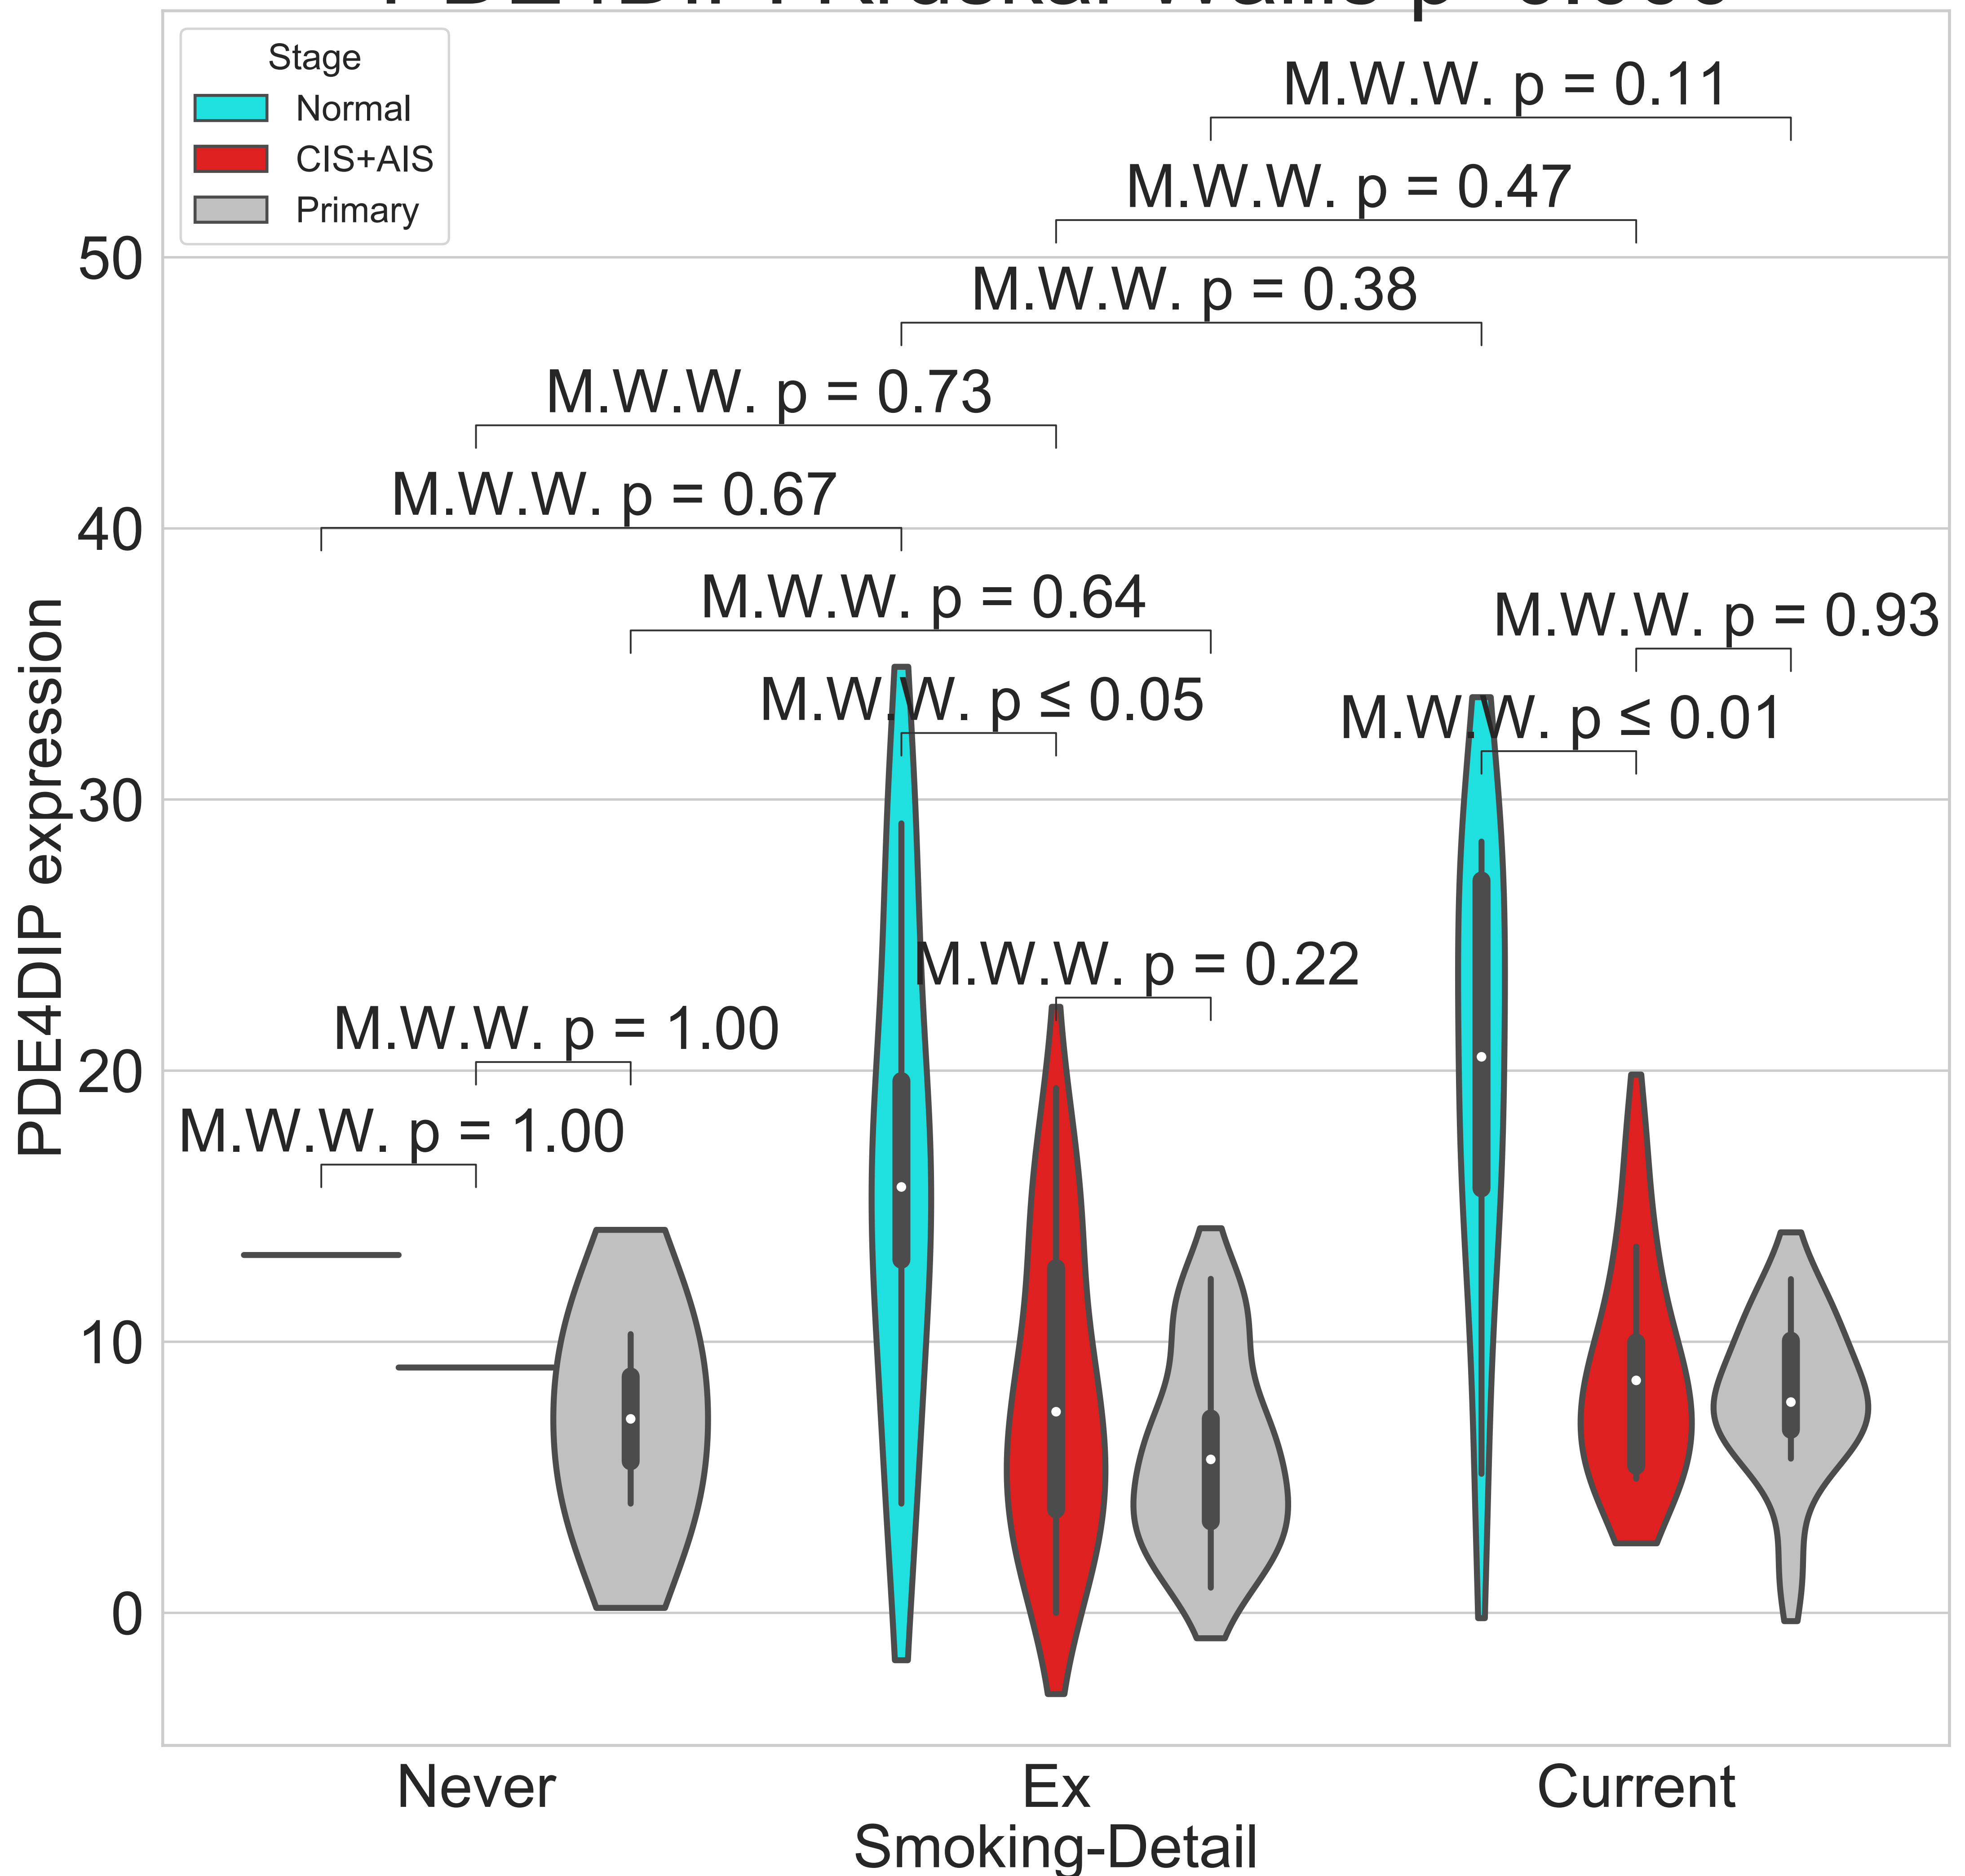 Stage
Normal
CIS+AIS
Primary
M.W.W. p = 0.11
M.W.W. p = 0.47
50
M.W.W. p = 0.38
M.W.W. p = 0.73
M.W.W. p = 0.67
40
M.W.W. p = 0.64
M.W.W. p = 0.93
M.W.W. p ≤ 0.05
M.W.W. p ≤ 0.01
30
PDE4DIP expression
M.W.W. p = 0.22
M.W.W. p = 1.00
20
M.W.W. p = 1.00
10
0
Never
Ex
Current
Smoking-Detail